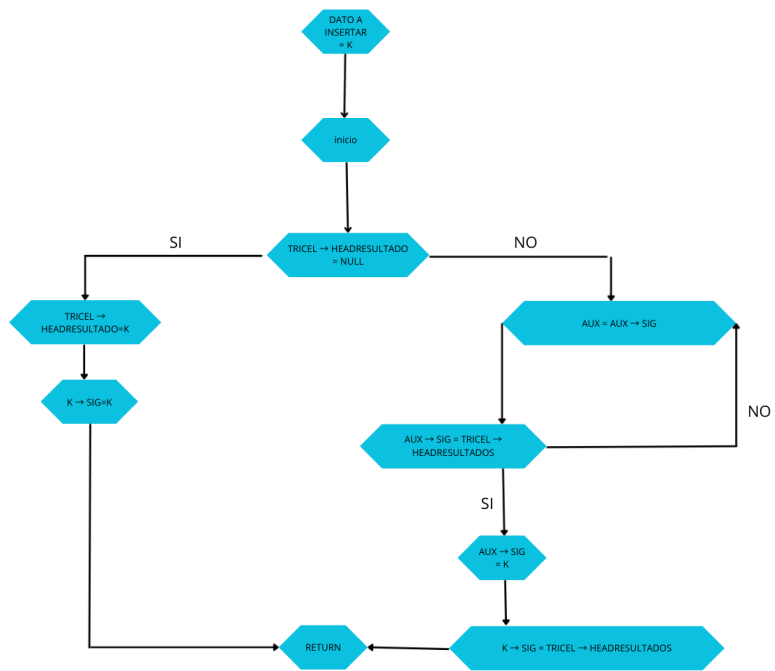 DATO A
INSERTAR
= K
inicio
SI
NO
TRICEL → HEADRESULTADO
= NULL
TRICEL →
HEADRESULTADO=K
AUX = AUX → SIG
K → SIG=K
NO
AUX → SIG = TRICEL →
HEADRESULTADOS
SI
AUX → SIG
= K
RETURN
K → SIG = TRICEL → HEADRESULTADOS